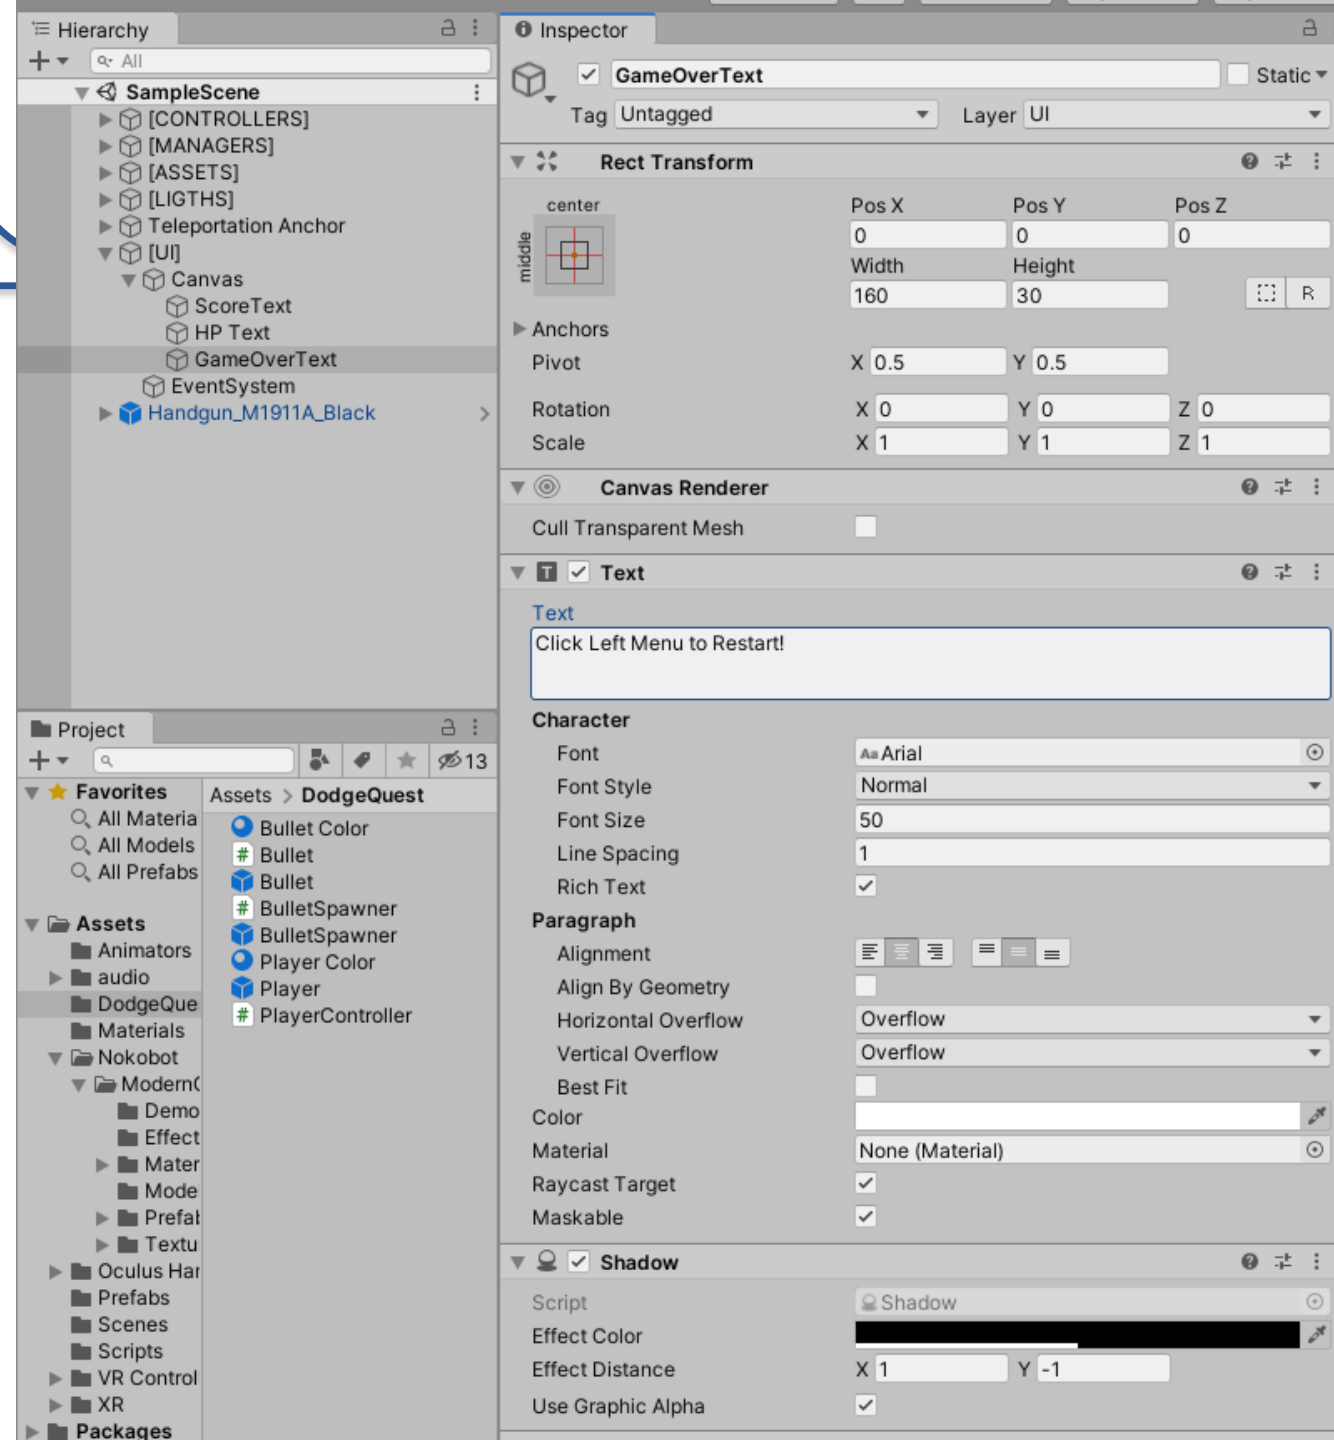 Hierarchy
All
SampleScene
[CONTROLLERS]
[MANAGERS]
[ASSETS]
[LIGTHS]
Teleportation Anchor
[UI]
Canvas
ScoreText
HP Text
GameOverText
EventSystem
Handgun_M1911A_Black
Project
13
Favorites
All Materia
All Models
All Prefabs
Assets
Animators
audio
DodgeQue
Materials
Nokobot
Modern(
Demo
Effect
Mater
Mode
Prefal
Textu
Oculus Har
Prefabs
Scenes
Scripts
VR Control
XR
Packages
Assets > DodgeQuest
Bullet Color
# Bullet
Bullet
# BulletSpawner
BulletSpawner
Player Color
Player
# PlayerController
Inspector
GameOverText
Static
Tag Untagged Layer UI
Rect Transform
center
middle
Pos X Pos Y Pos Z
0 0 0
Width Height
160 30
R
Anchors
Pivot X 0.5 Y 0.5
Rotation X 0 Y 0 Z 0
Scale X 1 Y 1 Z 1
Canvas Renderer
Cull Transparent Mesh
T Text
Text
Click Left Menu to Restart!
Character
Font Aa Arial
Font Style Normal
Font Size 50
Line Spacing 1
Rich Text
Paragraph
Alignment
Align By Geometry
Horizontal Overflow Overflow
Vertical Overflow Overflow
Best Fit
Color
Material None (Material)
Raycast Target
Maskable
Shadow
Script Shadow
Effect Color
Effect Distance X 1 Y -1
Use Graphic Alpha